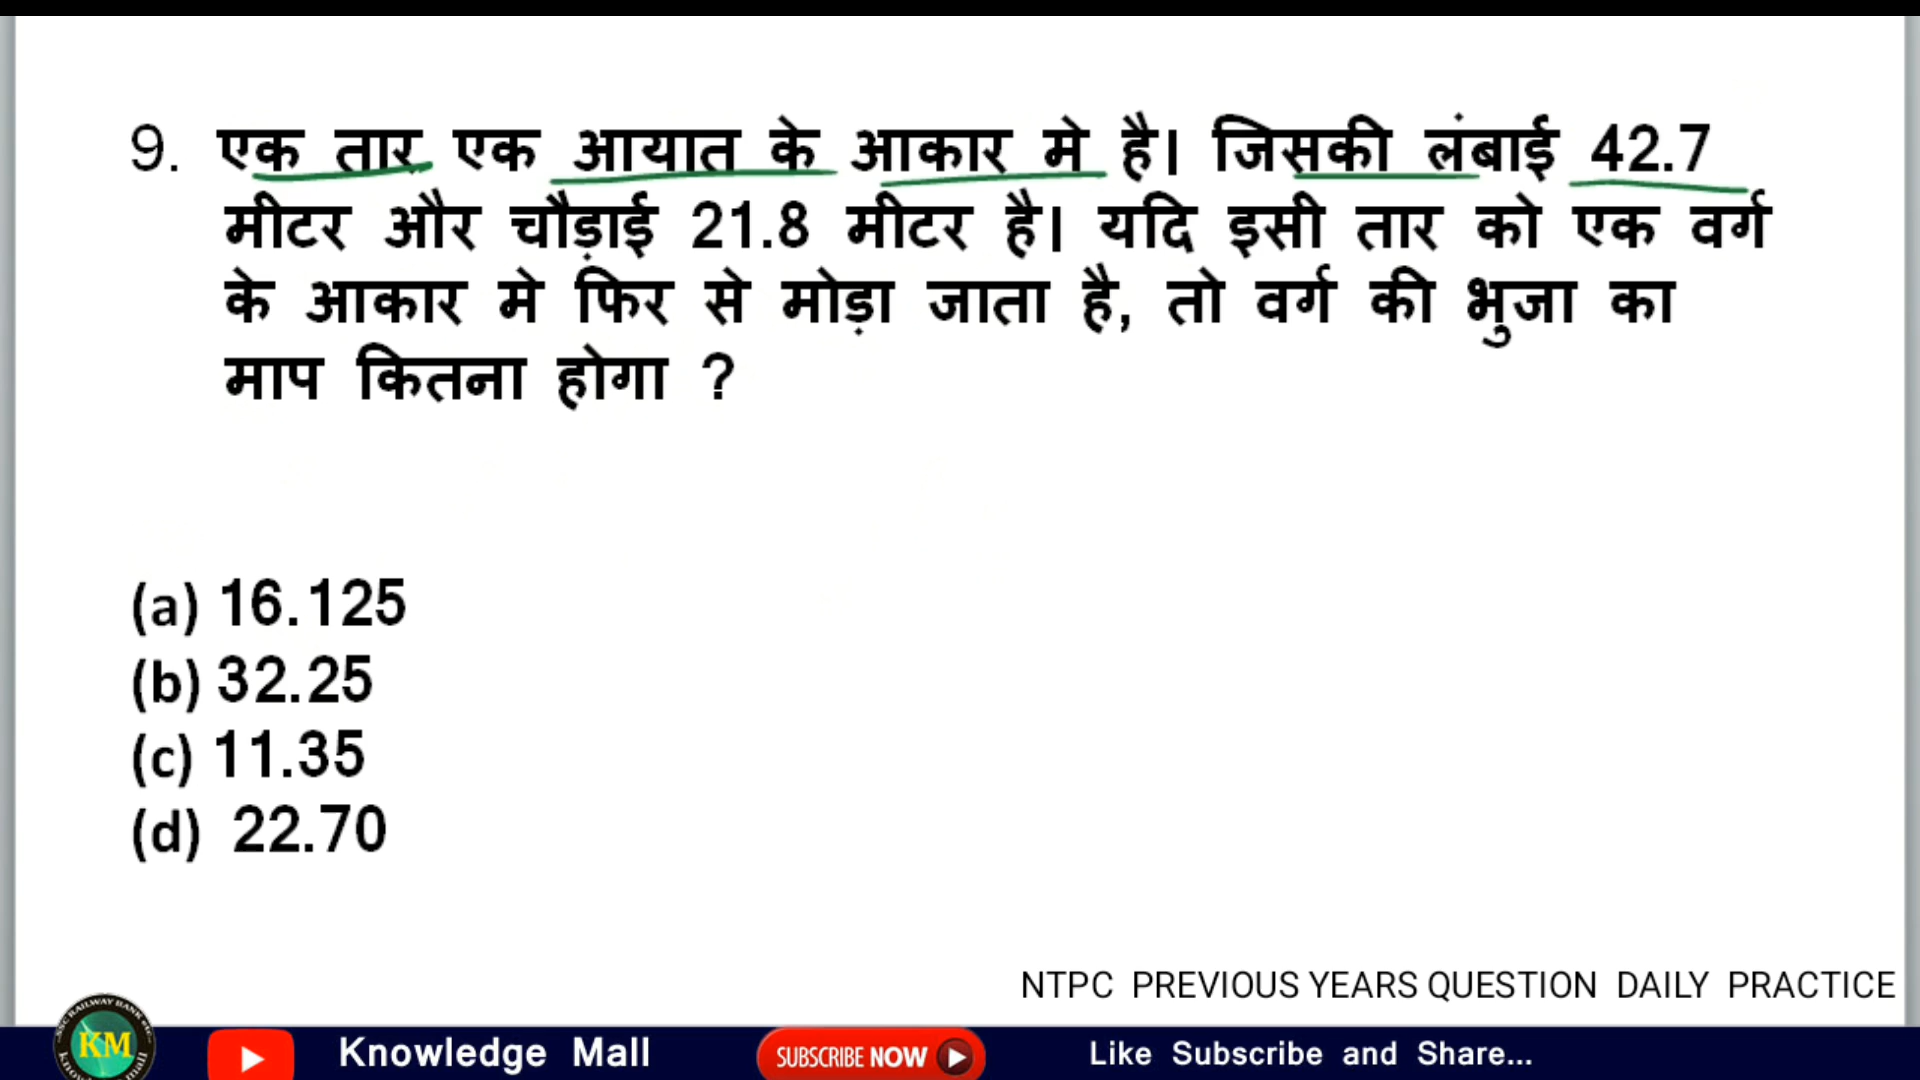 9. एक तार एक आयात के आकार मे है। जिसकी लंबाई 42.7
मीटर और चौड़ाई 21.8 मीटर है। यदि इसी तार को एक वर्ग
के आकार मे फिर से मोड़ा जाता है, तो वर्ग की भुजा का
माप कितना होगा ?
(a) 16.125
(b) 32.25
(c) 11.35
(d) 22.70
NTPC PREVIOUS YEARS QUESTION DAILY PRACTICE
KM
Knowledge Mall
SUBSCRIBE NOW
Like Subscribe and Share...